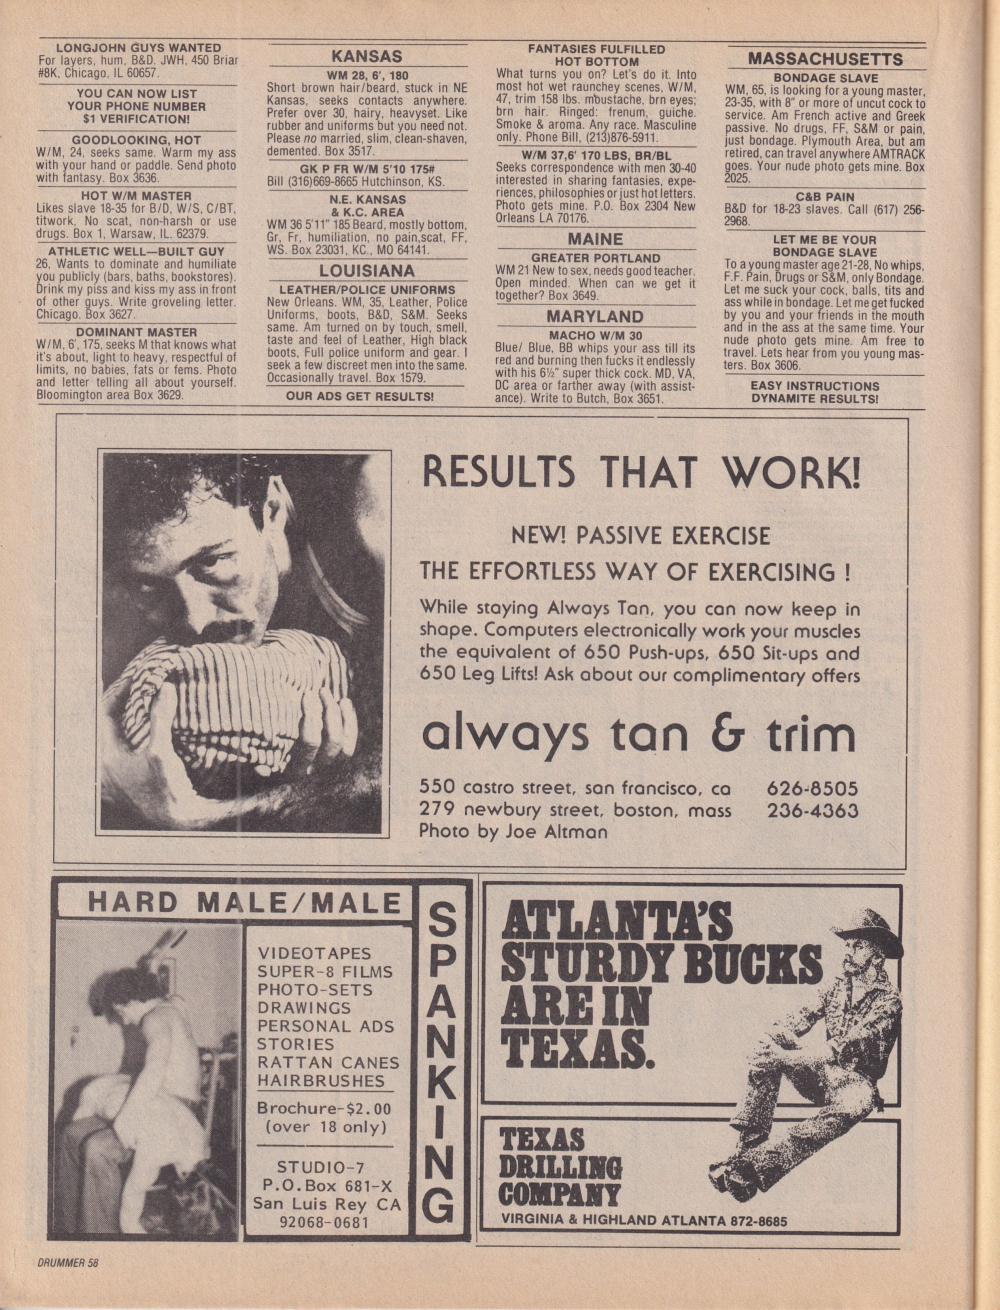 LONGJOHN GUYS WANTED
For layers, hum, B&D. JWH, 450 Briar
#8K, Chicago, IL 60657.
YOU CAN NOW LIST
YOUR PHONE NUMBER
$1 VERIFICATION!
GOODLOOKING, HOT
W/M, 24, seeks same. Warm my ass
with your hand or paddle. Send photo
with fantasy. Box 3636.
HOT W/M MASTER
Likes slave 18-35 for B/D, W/S, C/BT,
titwork. No scat, non-harsh or use
drugs. Box 1, Warsaw, IL. 62379.
ATHLETIC WELL—BUILT GUY
26, Wants to dominate and humiliate
you publicly (bars, baths, bookstores).
Drink my piss and kiss my ass in front
of other guys. Write groveling letter.
Chicago. Box 3627.
DOMINANT MASTER
W/M, 6', 175, seeks M that knows what
it's about, light to heavy, respectful of
limits, no babies, fats or fems. Photo
and letter telling all about yourself.
Bloomington area Box 3629.
KANSAS
WM 28, 6', 180
Short brown hair/beard, stuck in NE
Kansas, seeks contacts anywhere.
Prefer over 30, hairy, heavyset. Like
rubber and uniforms but you need not.
Please no married, slim, clean-shaven,
demented. Box 3517.
GK P FR W/M 5'10 175#
Bill (316)669-8665 Hutchinson, KS.
N.E. KANSAS
& K.C. AREA
WM 36 5'11" 185 Beard, mostly bottom,
Gr, Fr, humiliation, no pain,scat, FF,
WS. Box 23031, KC., MO 64141.
LOUISIANA
LEATHER/POLICE UNIFORMS
New Orleans. WM, 35, Leather, Police
Uniforms, boots, B&D, S&M. Seeks
same. Am turned on by touch, smell,
taste and feel of Leather, High black
boots, Full police uniform and gear. I
seek a few discreet men into the same.
Occasionally travel. Box 1579.
OUR ADS GET RESULTS!
FANTASIES FULFILLED
HOT BOTTOM
What turns you on? Let's do it. Into
most hot wet raunchey scenes, W/M,
47, trim 158 lbs. mbustache, brn eyes;
brn hair. Ringed: frenum, guiche.
Smoke & aroma. Any race. Masculine
only. Phone Bill, (213)876-5911.
W/M 37,6' 170 LBS, BR/BL
Seeks correspondence with men 30-40
interested in sharing fantasies, expe-
riences, philosophies or just hot letters.
Photo gets mine. P.O. Box 2304 New
Orleans LA 70176.
MAINE
GREATER PORTLAND
WM 21 New to sex, needs good teacher.
Open minded. When can we get it
together? Box 3649.
MARYLAND
MACHO W/M 30
Blue/ Blue, BB whips your ass till its
red and burning then fucks it endlessly
with his 6½" super thick cock. MD, VA,
DC area or farther away (with assist-
ance). Write to Butch, Box 3651.
MASSACHUSETTS
BONDAGE SLAVE
WM, 65, is looking for a young master,
23-35, with 8" or more of uncut cock to
service. Am French active and Greek
passive. No drugs, FF, S&M or pain,
just bondage. Plymouth Area, but am
retired, can travel anywhere AMTRACK
goes. Your nude photo gets mine. Box
2025.
C&B PAIN
B&D for 18-23 slaves. Call (617) 256-
2968.
LET ME BE YOUR
BONDAGE SLAVE
To a young master age 21-28, No whips,
F.F. Pain, Drugs or S&M, only Bondage.
Let me suck your cock, balls, tits and
ass while in bondage. Let me get fucked
by you and your friends in the mouth
and in the ass at the same time. Your
nude photo gets mine. Am free to
travel. Lets hear from you young mas-
ters. Box 3606.
EASY INSTRUCTIONS
DYNAMITE RESULTS!
RESULTS THAT WORK!
NEW! PASSIVE EXERCISE
THE EFFORTLESS WAY OF EXERCISING !
While staying Always Tan, you can now keep in
shape. Computers electronically work your muscles
the equivalent of 650 Push-ups, 650 Sit-ups and
650 Leg Lifts! Ask about our complimentary offers
always tan & trim
550 castro street, san francisco, ca 626-8505
279 newbury street, boston, mass 236-4363
Photo by Joe Altman
HARD MALE/MALE
SPANKING
VIDEOTAPES
SUPER-8 FILMS
PHOTO-SETS
DRAWINGS
PERSONAL ADS
STORIES
RATTAN CANES
HAIRBRUSHES
Brochure-$2.00
(over 18 only)
STUDIO-7
P.O.Box 681-X
San Luis Rey CA
92068-0681
ATLANTA'S
STURDY BUCKS
ARE IN
TEXAS.
TEXAS
DRILLING
COMPANY
VIRGINIA & HIGHLAND ATLANTA 872-8685
DRUMMER 58